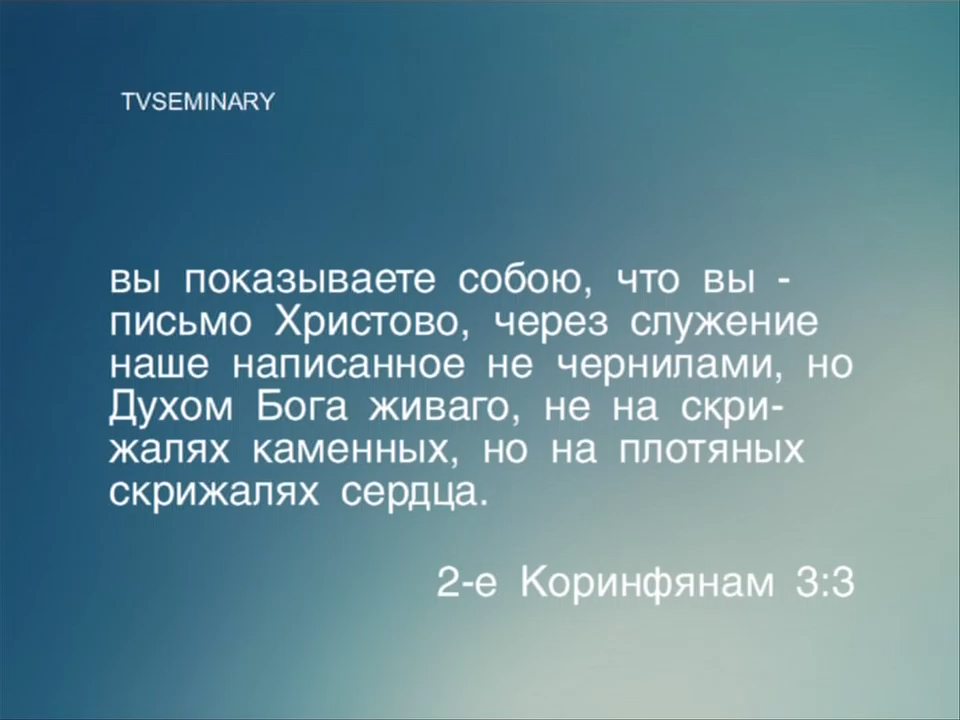 TVSEMINARY
вы показываете собою, что вы -
письмо Христово, через служение
наше написанное не чернилами, но
Духом Бога живаго, не на скри-
жалях каменных, но на плотяных
скрижалях сердца.
2-е Коринфянам 3:3